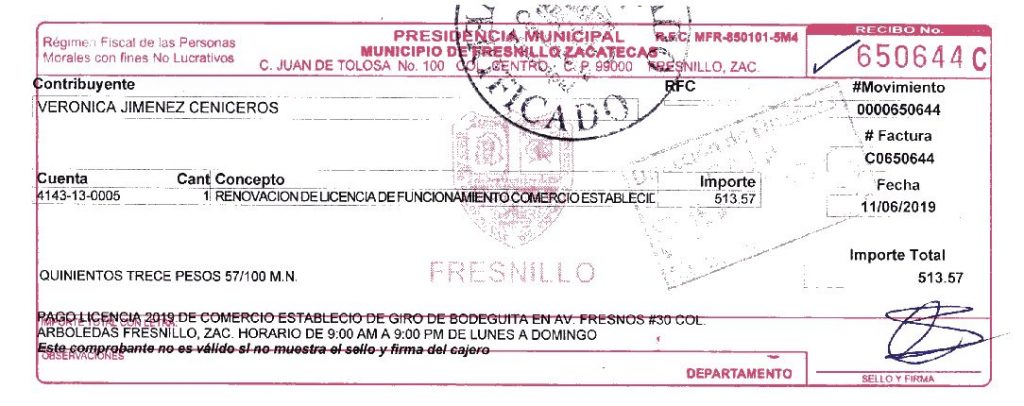 Régimen Fiscal de las Personas
Morales con fines No Lucrativos
PRESIDENCIA MUNICIPAL
MUNICIPIO DE FRESNILLO ZACATECAS
C. JUAN DE TOLOSA No. 100 COL. CENTRO, C. P. 99000 FRESNILLO, ZAC.
R.F.C. MFR-850101-5M4
RECIBO No.
650644 C
Contribuyente
RFC
#Movimiento
VERONICA JIMENEZ CENICEROS
0000650644
# Factura
C0650644
Cuenta Cant Concepto Importe
Fecha
4143-13-0005 1 RENOVACION DE LICENCIA DE FUNCIONAMIENTO COMERCIO ESTABLECIC 513.57
11/06/2019
FRESNILLO
Importe Total
QUINIENTOS TRECE PESOS 57/100 M.N.
513.57
PAGO LICENCIA 2019 DE COMERCIO ESTABLECIO DE GIRO DE BODEGUITA EN AV. FRESNOS #30 COL.
IMPORTE TOTAL CON LETRA
ARBOLEDAS FRESNILLO, ZAC. HORARIO DE 9:00 AM A 9:00 PM DE LUNES A DOMINGO
Este comprobante no es válido si no muestra el sello y firma del cajero
OBSERVACIONES
DEPARTAMENTO
SELLO Y FIRMA